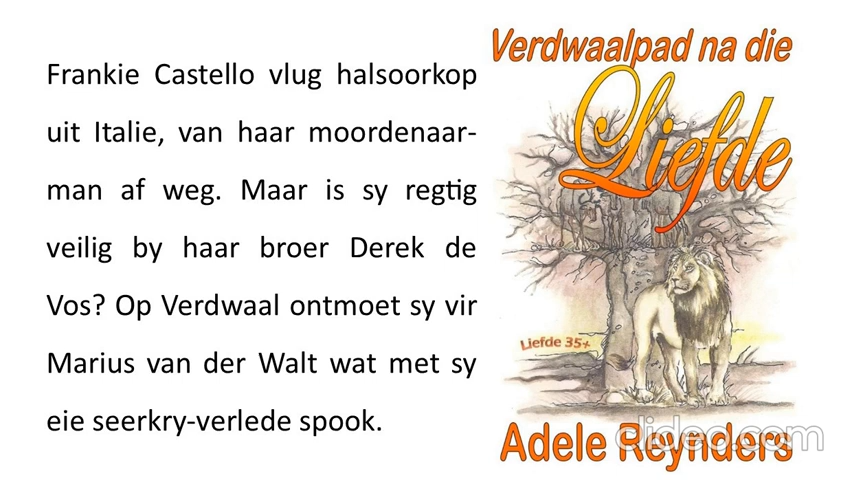 Frankie Castello vlug halsoorkop
uit Italie, van haar moordenaar-
man af weg. Maar is sy regtig
veilig by haar broer Derek de
Vos? Op Verdwaal ontmoet sy vir
Marius van der Walt wat met sy
eie seerkry-verlede spook.
Verdwaalpad na die
Liefde
Liefde 35+
Adele Reynders
clideo.com